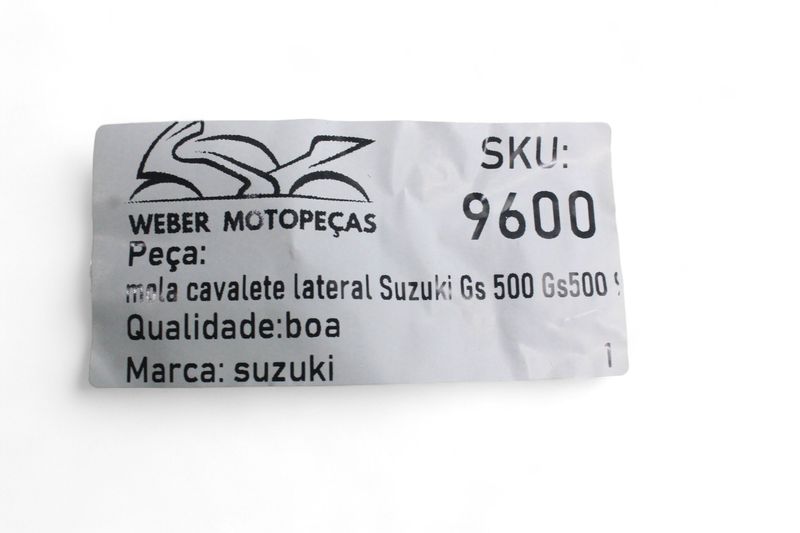 WEBER MOTOPEÇAS
SKU:
9600
Peça:
mola cavalete lateral Suzuki Gs 500 Gs500
Qualidade:boa
Marca: suzuki
1